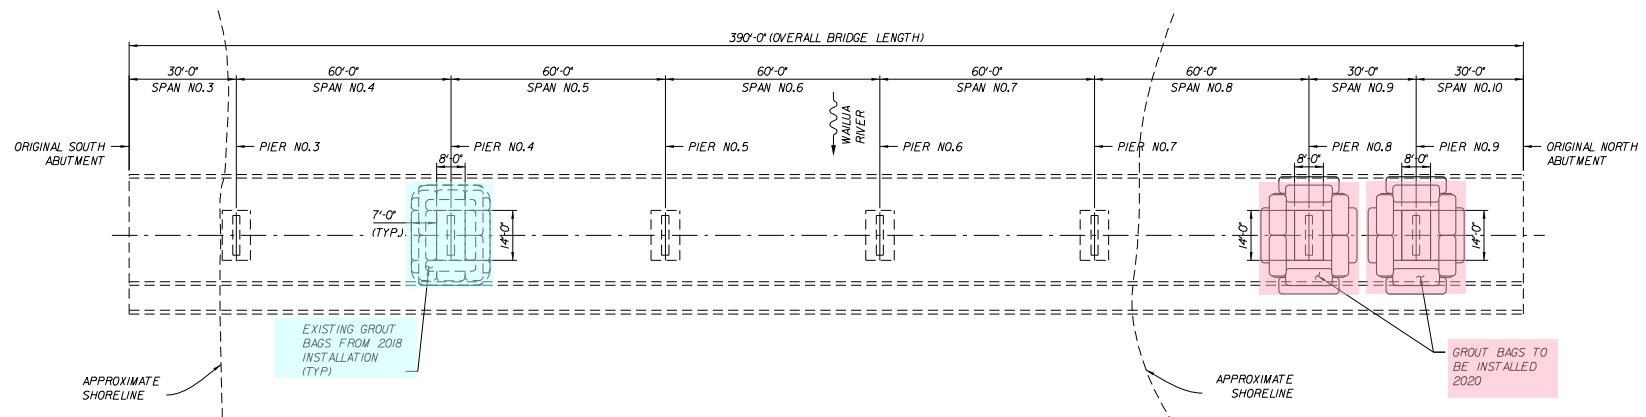 390'-0" (OVERALL BRIDGE LENGTH)
30'-0"
SPAN NO.3
60'-0"
SPAN NO.4
60'-0"
SPAN NO.5
60'-0"
SPAN NO.6
60'-0"
SPAN NO.7
60'-0"
SPAN NO.8
30'-0"
SPAN NO.9
30'-0"
SPAN NO.10
WAILUA
RIVER
ORIGINAL SOUTH
ABUTMENT
PIER NO.3
PIER NO.4
PIER NO.5
PIER NO.6
PIER NO.7
PIER NO.8
PIER NO.9
ORIGINAL NORTH
ABUTMENT
8'-0"
8'-0"
8'-0"
7'-0"
(TYP.)
14'-0"
14'-0"
14'-0"
EXISTING GROUT
BAGS FROM 2018
INSTALLATION
(TYP)
GROUT BAGS TO
BE INSTALLED
2020
APPROXIMATE
SHORELINE
APPROXIMATE
SHORELINE